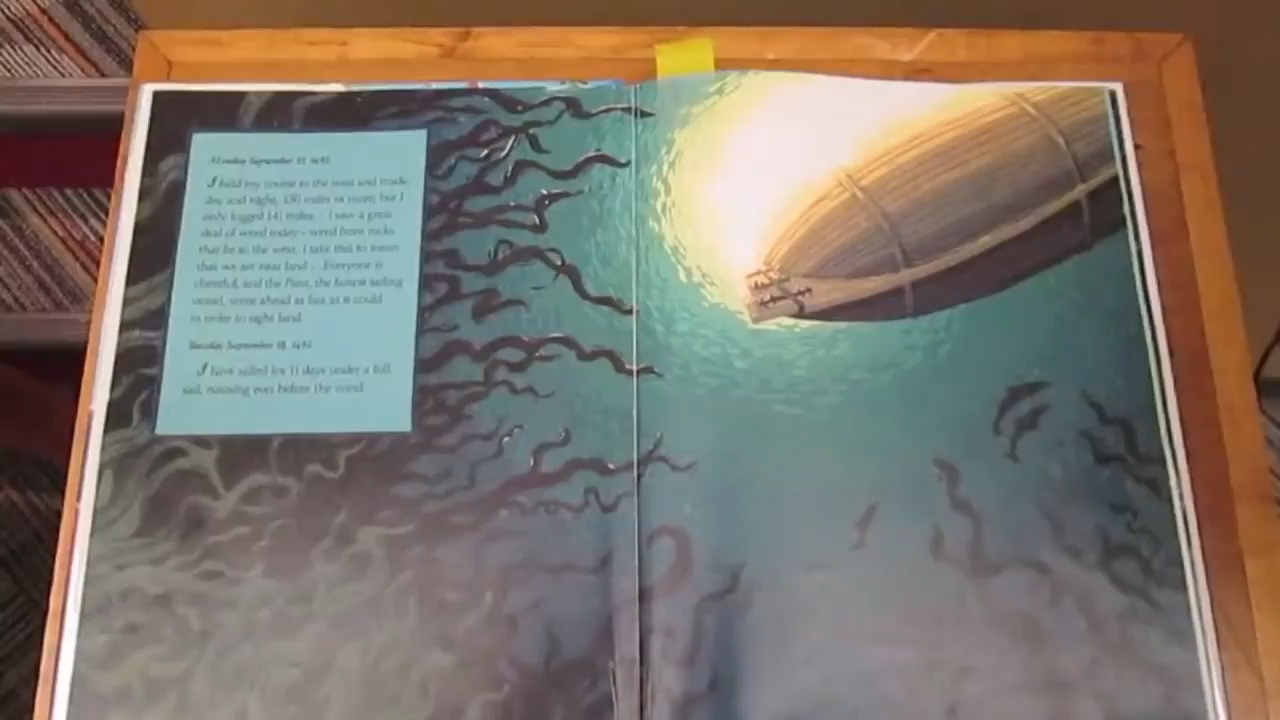 Monday September 17, 1492
I held my course to the west and made,
day and night, 150 miles or more, but I
only logged 141 miles... I saw a great
deal of weed today—weed from rocks
that lie to the west. I take this to mean
that we are near land... Everyone is
cheerful, and the Pinta, the fastest sailing
vessel, went ahead as fast as it could
in order to sight land.
Tuesday September 18, 1492
I have sailed for 11 days under a full
sail, running ever before the wind.